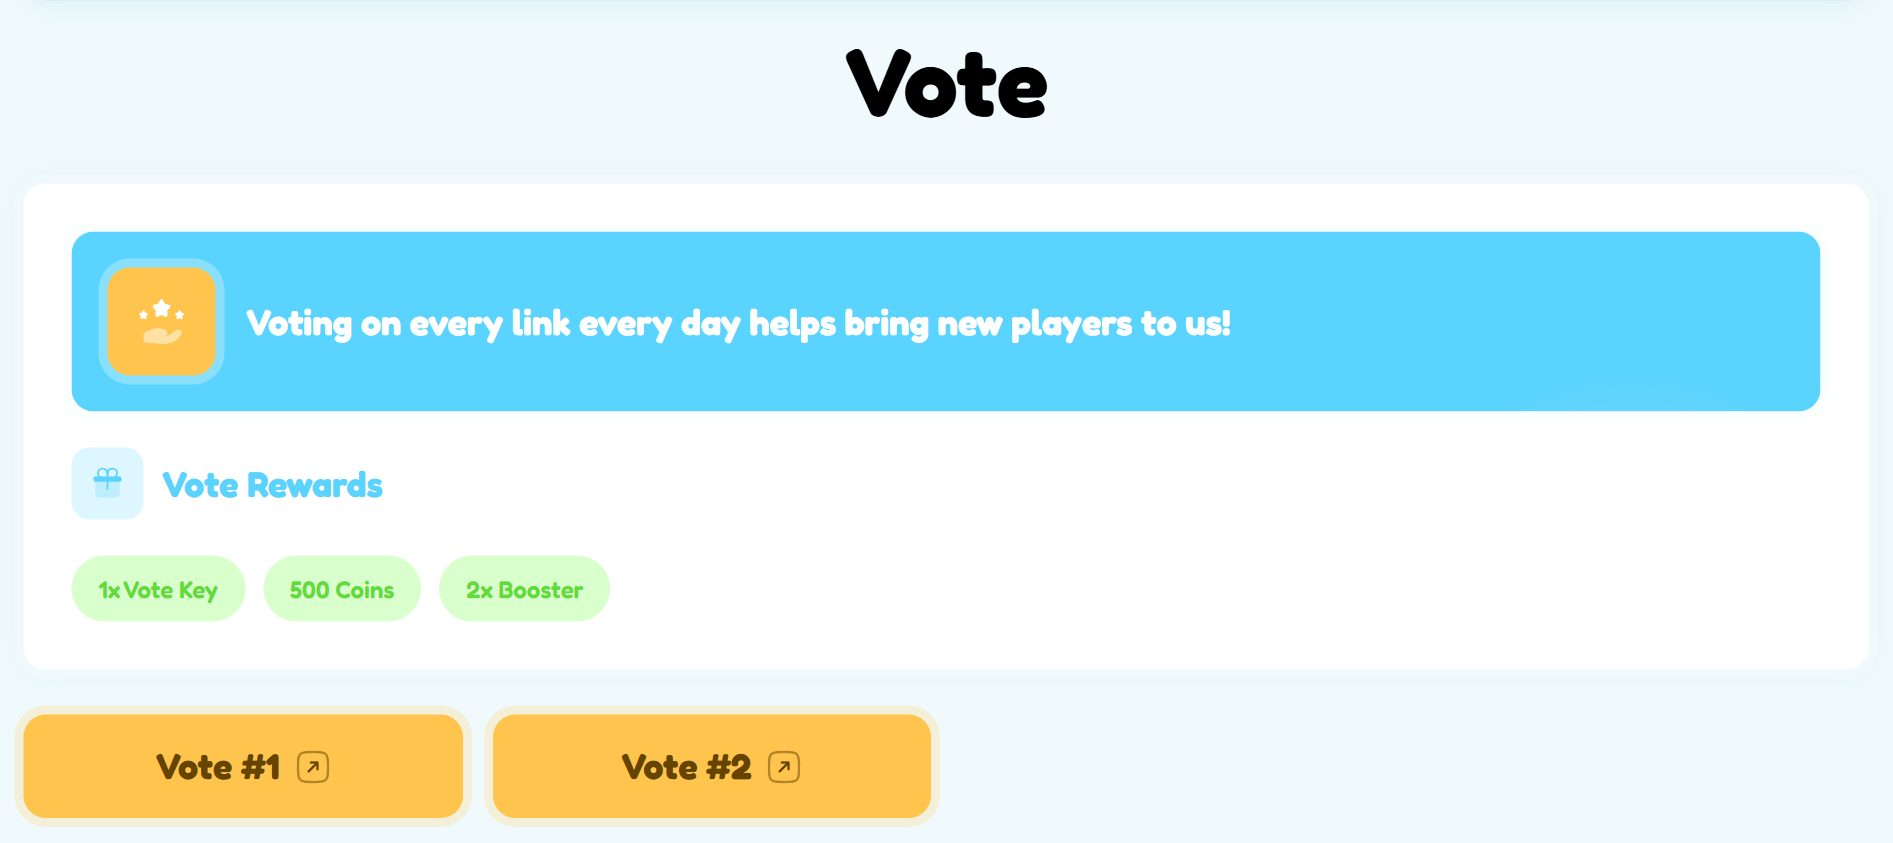 Vote
Voting on every link every day helps bring new players to us!
Vote Rewards
1x Vote Key
500 Coins
2x Booster
Vote #1
Vote #2